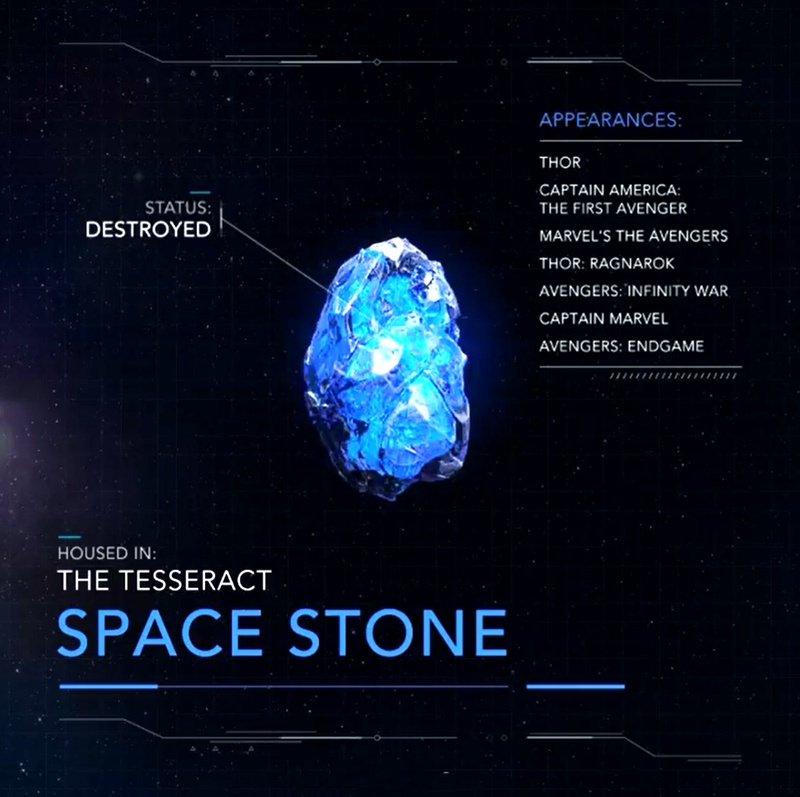 STATUS:
DESTROYED
APPEARANCES:
THOR
CAPTAIN AMERICA:
THE FIRST AVENGER
MARVEL'S THE AVENGERS
THOR: RAGNAROK
AVENGERS: INFINITY WAR
CAPTAIN MARVEL
AVENGERS: ENDGAME
HOUSED IN:
THE TESSERACT
SPACE STONE